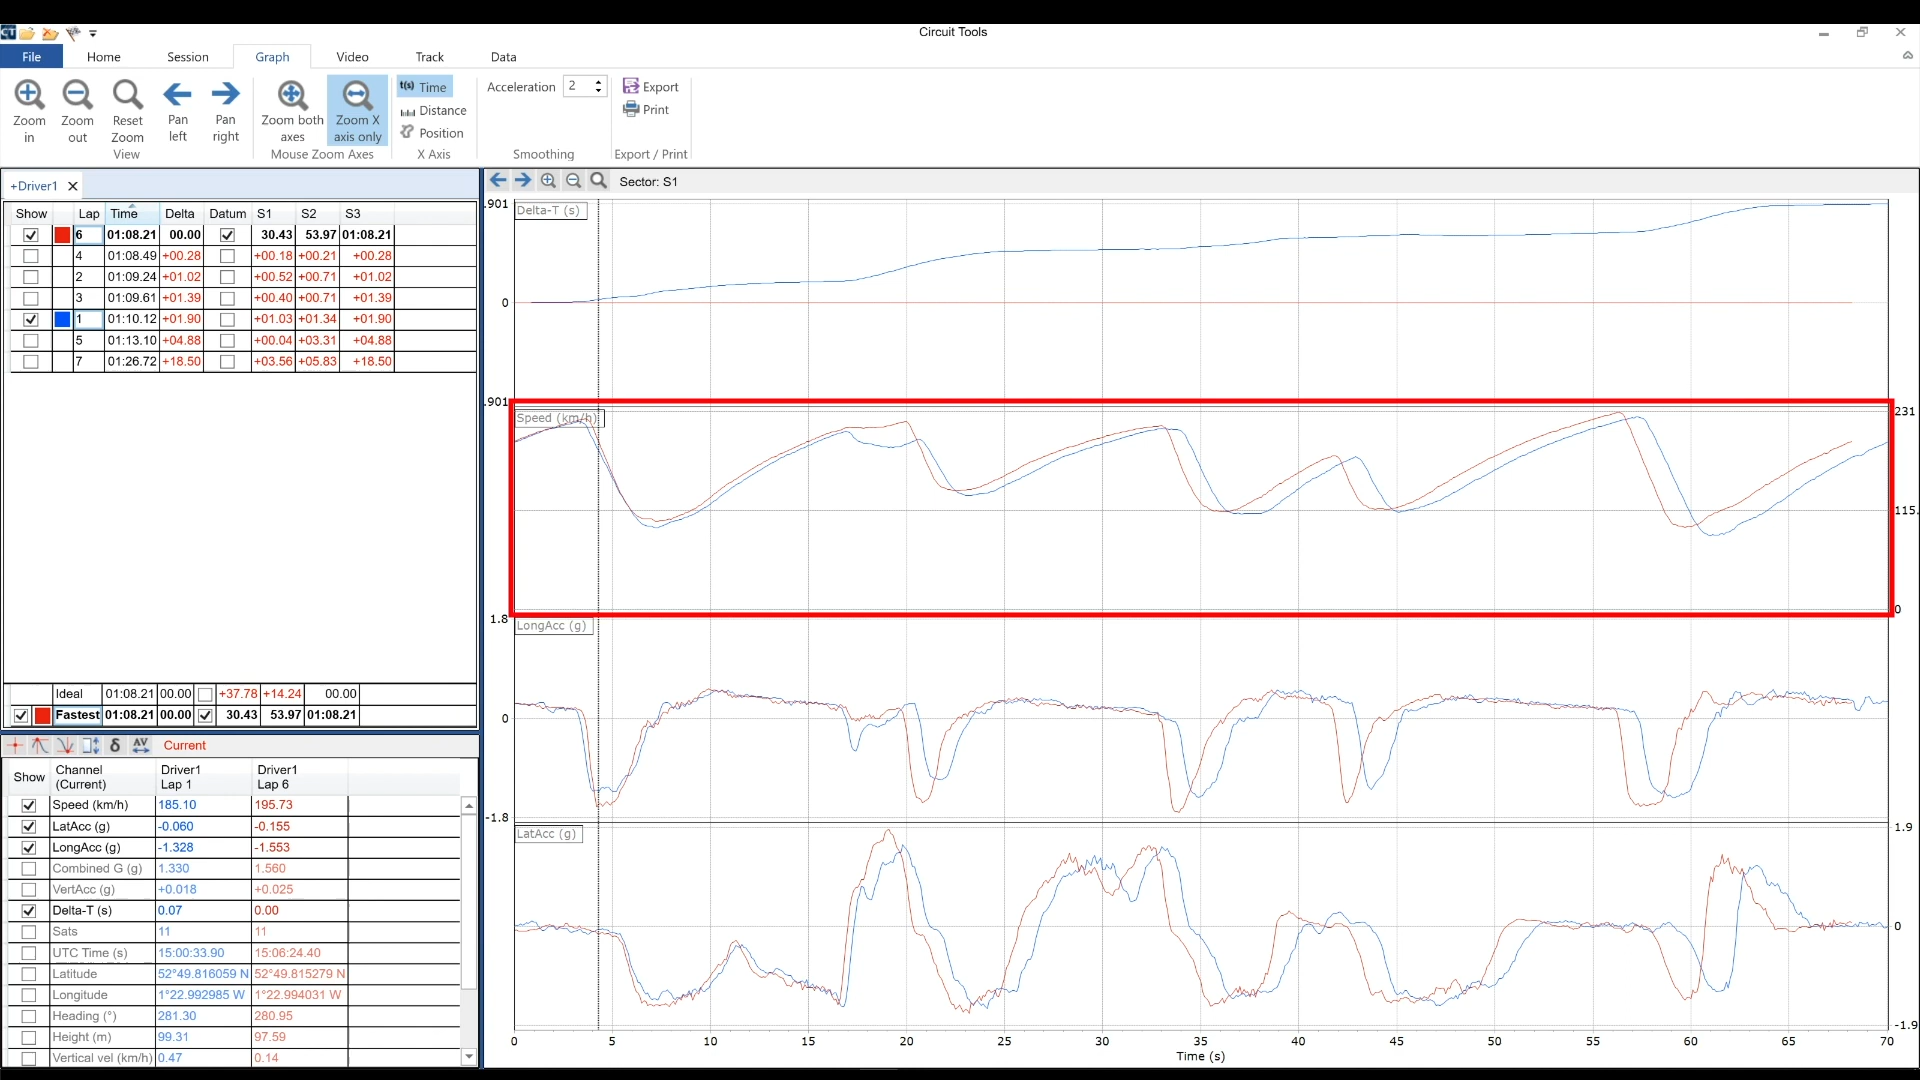 Circuit Tools
File Home Session Graph Video Track Data
Zoom in
Zoom out
Reset Zoom
Pan left
Pan right
Zoom both axes
Zoom X axis only
t(s) Time
Distance
Position
Acceleration 2
Export
Print
View Mouse Zoom Axes X Axis Smoothing Export / Print
+Driver1
Sector: S1
Show Lap Time Delta Datum S1 S2 S3
6 01:08.21 00.00 30.43 53.97 01:08.21
4 01:08.49 +00.28 +00.18 +00.21 +00.28
2 01:09.24 +01.02 +00.52 +00.71 +01.02
3 01:09.61 +01.39 +00.40 +00.71 +01.39
1 01:10.12 +01.90 +01.03 +01.34 +01.90
5 01:13.10 +04.88 +00.04 +03.31 +04.88
7 01:26.72 +18.50 +03.56 +05.83 +18.50
Ideal 01:08.21 00.00 +37.78 +14.24 00.00
Fastest 01:08.21 00.00 30.43 53.97 01:08.21
δ AV Current
Show Channel (Current) Driver1 Lap 1 Driver1 Lap 6
Speed (km/h) 185.10 195.73
LatAcc (g) -0.060 -0.155
LongAcc (g) -1.328 -1.553
Combined G (g) 1.330 1.560
VertAcc (g) +0.018 +0.025
Delta-T (s) 0.07 0.00
Sats 11 11
UTC Time (s) 15:00:33.90 15:06:24.40
Latitude 52°49.816059 N 52°49.815279 N
Longitude 1°22.992985 W 1°22.994031 W
Heading (°) 281.30 280.95
Height (m) 99.31 97.59
Vertical vel (km/h) 0.47 0.14
.901
Delta-T (s)
0
.901
Speed (km/h)
231
115.
0
1.8
LongAcc (g)
0
-1.8
LatAcc (g)
1.9
0
-1.9
0 5 10 15 20 25 30 35 40 45 50 55 60 65 70
Time (s)